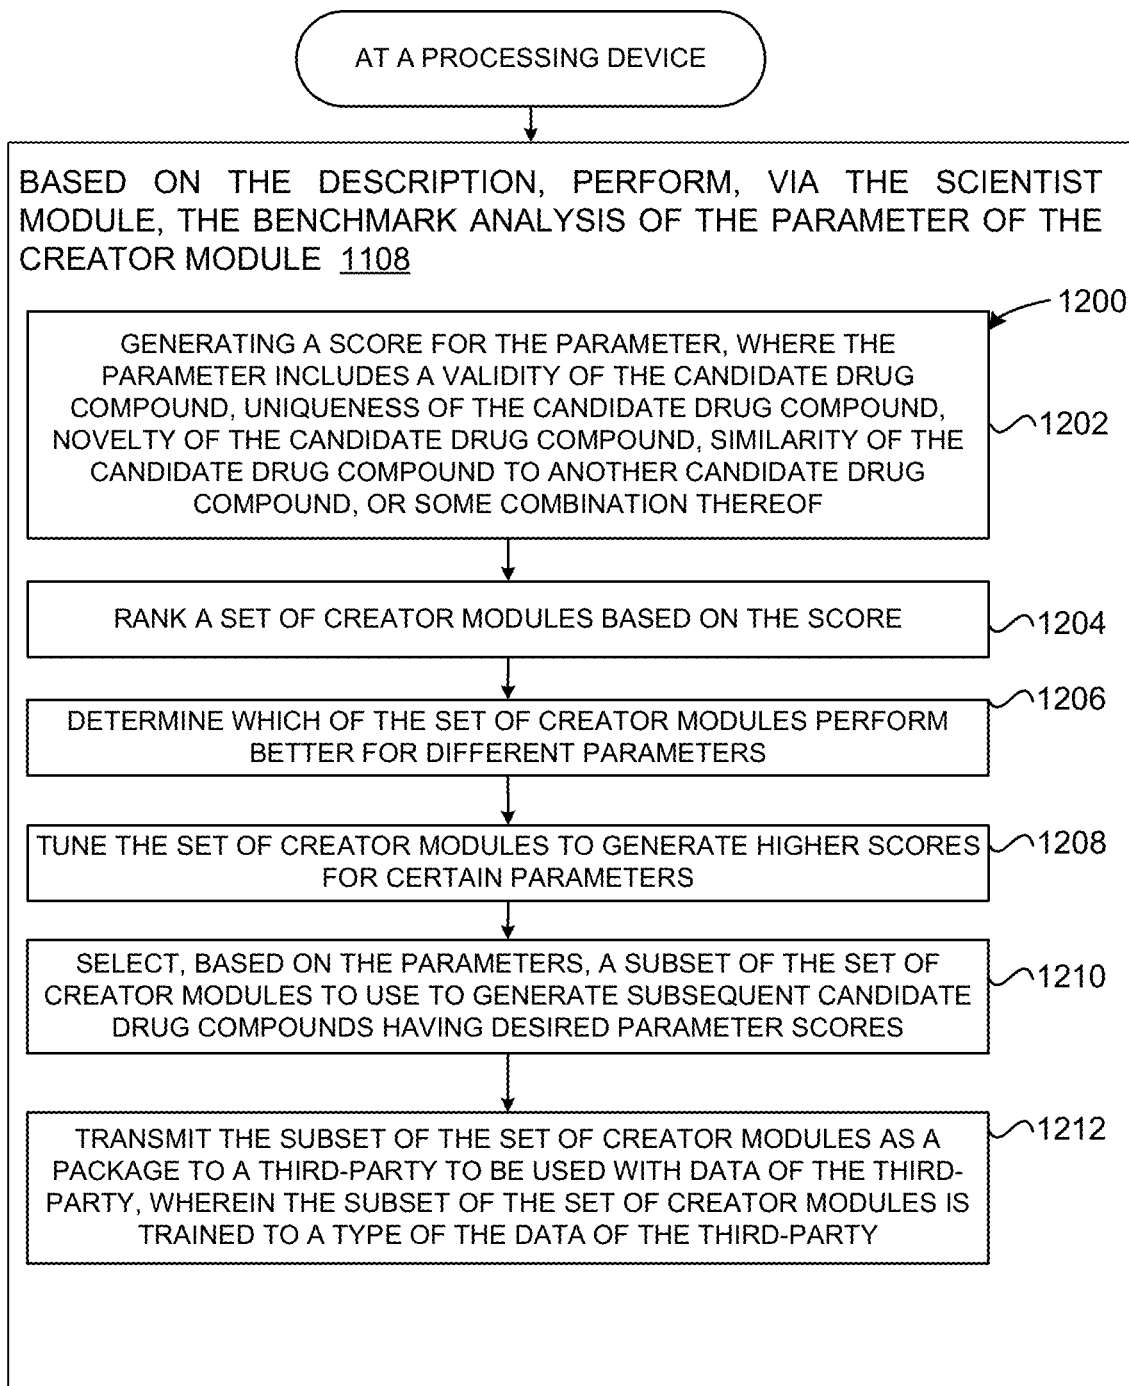 AT A PROCESSING DEVICE
BASED ON THE DESCRIPTION, PERFORM, VIA THE SCIENTIST
MODULE, THE BENCHMARK ANALYSIS OF THE PARAMETER OF THE
CREATOR MODULE 1108
1200
GENERATING A SCORE FOR THE PARAMETER, WHERE THE
PARAMETER INCLUDES A VALIDITY OF THE CANDIDATE DRUG
COMPOUND, UNIQUENESS OF THE CANDIDATE DRUG COMPOUND,
NOVELTY OF THE CANDIDATE DRUG COMPOUND, SIMILARITY OF THE
CANDIDATE DRUG COMPOUND TO ANOTHER CANDIDATE DRUG
COMPOUND, OR SOME COMBINATION THEREOF
1202
RANK A SET OF CREATOR MODULES BASED ON THE SCORE
1204
DETERMINE WHICH OF THE SET OF CREATOR MODULES PERFORM
BETTER FOR DIFFERENT PARAMETERS
1206
TUNE THE SET OF CREATOR MODULES TO GENERATE HIGHER SCORES
FOR CERTAIN PARAMETERS
1208
SELECT, BASED ON THE PARAMETERS, A SUBSET OF THE SET OF
CREATOR MODULES TO USE TO GENERATE SUBSEQUENT CANDIDATE
DRUG COMPOUNDS HAVING DESIRED PARAMETER SCORES
1210
TRANSMIT THE SUBSET OF THE SET OF CREATOR MODULES AS A
PACKAGE TO A THIRD-PARTY TO BE USED WITH DATA OF THE THIRD-
PARTY, WHEREIN THE SUBSET OF THE SET OF CREATOR MODULES IS
TRAINED TO A TYPE OF THE DATA OF THE THIRD-PARTY
1212